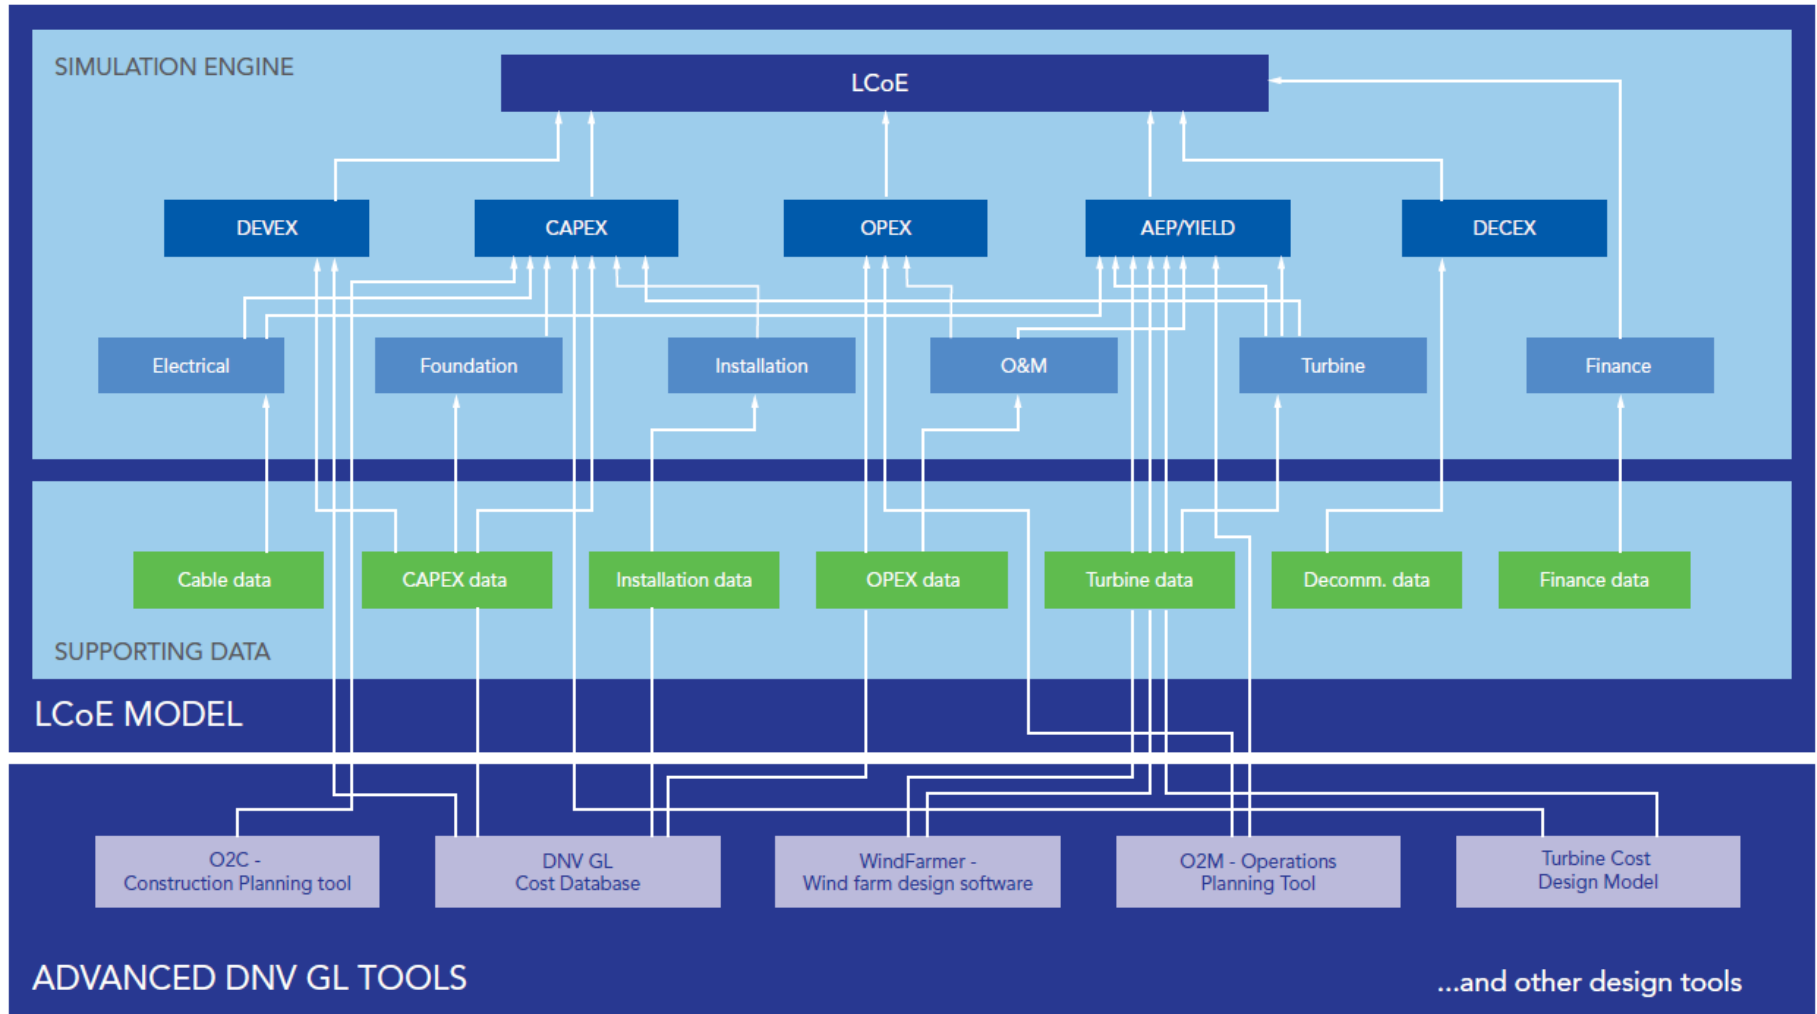 SIMULATION ENGINE
LCoE
DEVEX
CAPEX
OPEX
AEP/YIELD
DECEX
Electrical
Foundation
Installation
O&M
Turbine
Finance
Cable data
CAPEX data
Installation data
OPEX data
Turbine data
Decomm. data
Finance data
SUPPORTING DATA
LCoE MODEL
O2C -
Construction Planning tool
DNV GL
Cost Database
WindFarmer -
Wind farm design software
O2M - Operations
Planning Tool
Turbine Cost
Design Model
ADVANCED DNV GL TOOLS
...and other design tools